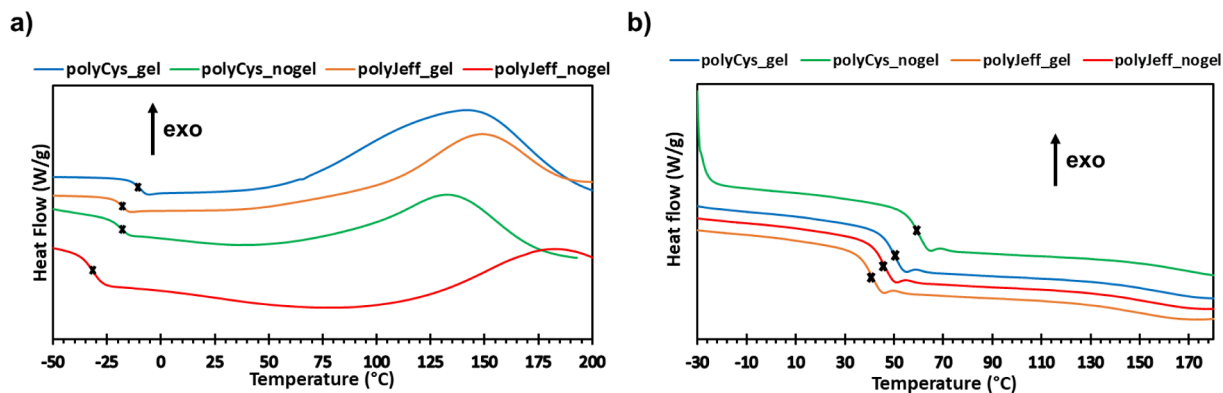 a)
polyCys_gel polyCys_nogel polyJeff_gel polyJeff_nogel
exo
Heat Flow (W/g)
-50 -25 0 25 50 75 100 125 150 175 200
Temperature (°C)
b)
polyCys_gel polyCys_nogel polyJeff_gel polyJeff_nogel
exo
Heat flow (W/g)
-30 -10 10 30 50 70 90 110 130 150 170
Temperature (°C)